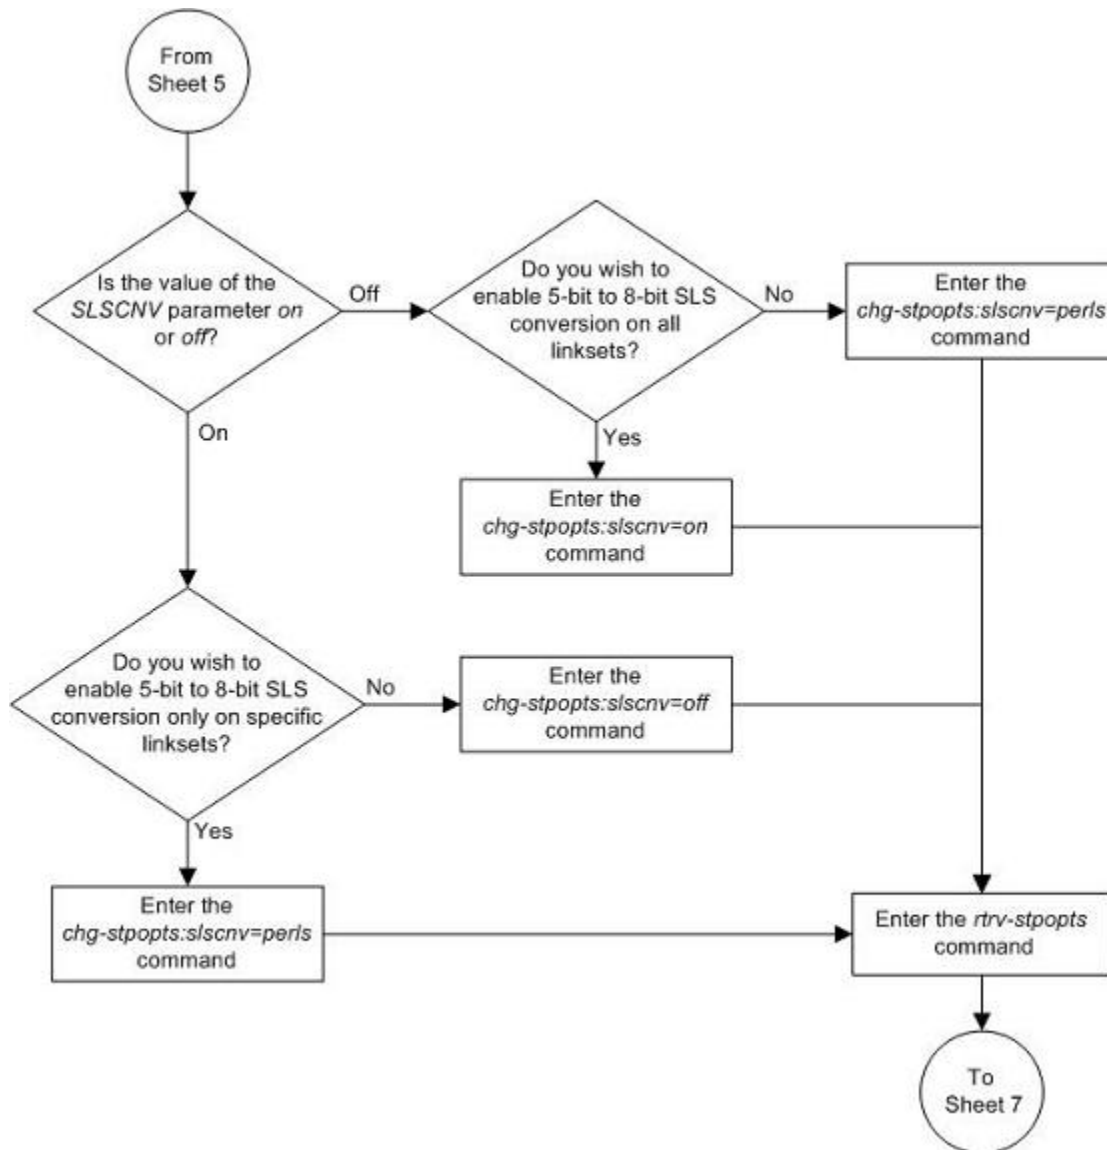 From
Sheet 5
Is the value of the
SLSCNV parameter on
or off?
Off
Do you wish to
enable 5-bit to 8-bit SLS
conversion on all
linksets?
No
Enter the
chg-stpopts:slscnv=perls
command
On
Yes
Enter the
chg-stpopts:slscnv=on
command
Do you wish to
enable 5-bit to 8-bit SLS
conversion only on specific
linksets?
No
Enter the
chg-stpopts:slscnv=off
command
Yes
Enter the
chg-stpopts:slscnv=perls
command
Enter the rtrv-stpopts
command
To
Sheet 7